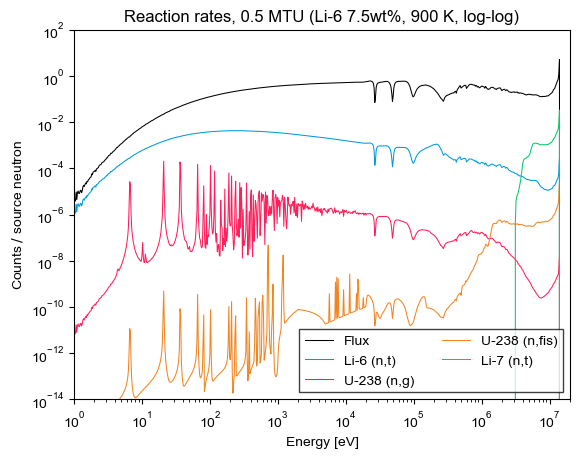 Reaction rates, 0.5 MTU (Li-6 7.5wt%, 900 K, log-log)
Counts / source neutron
10^2
10^0
10^-2
10^-4
10^-6
10^-8
10^-10
10^-12
10^-14
Flux
Li-6 (n,t)
U-238 (n,g)
U-238 (n,fis)
Li-7 (n,t)
10^0 10^1 10^2 10^3 10^4 10^5 10^6 10^7
Energy [eV]